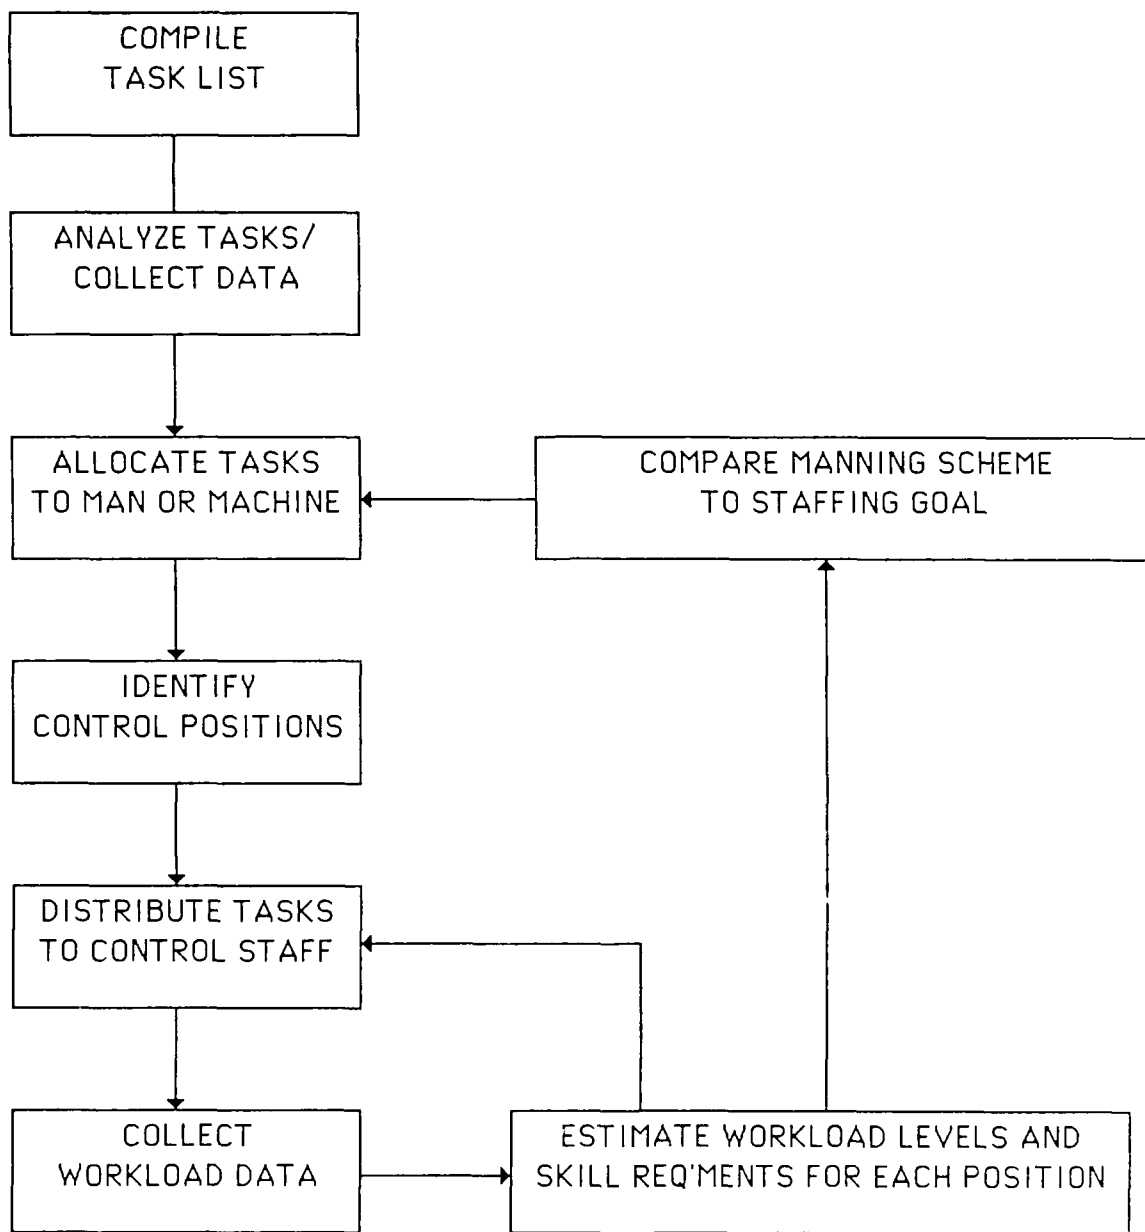 COMPILE
TASK LIST
ANALYZE TASKS/
COLLECT DATA
ALLOCATE TASKS
TO MAN OR MACHINE
COMPARE MANNING SCHEME
TO STAFFING GOAL
IDENTIFY
CONTROL POSITIONS
DISTRIBUTE TASKS
TO CONTROL STAFF
COLLECT
WORKLOAD DATA
ESTIMATE WORKLOAD LEVELS AND
SKILL REQ'MENTS FOR EACH POSITION